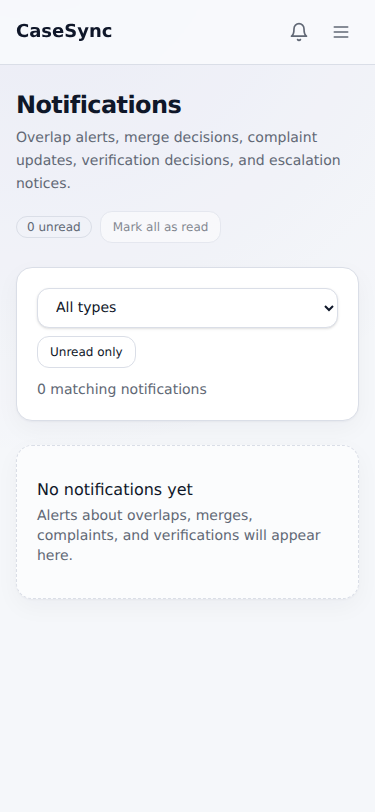 CaseSync
Notifications
Overlap alerts, merge decisions, complaint
updates, verification decisions, and escalation
notices.
0 unread
Mark all as read
All types
Unread only
0 matching notifications
No notifications yet
Alerts about overlaps, merges,
complaints, and verifications will appear
here.